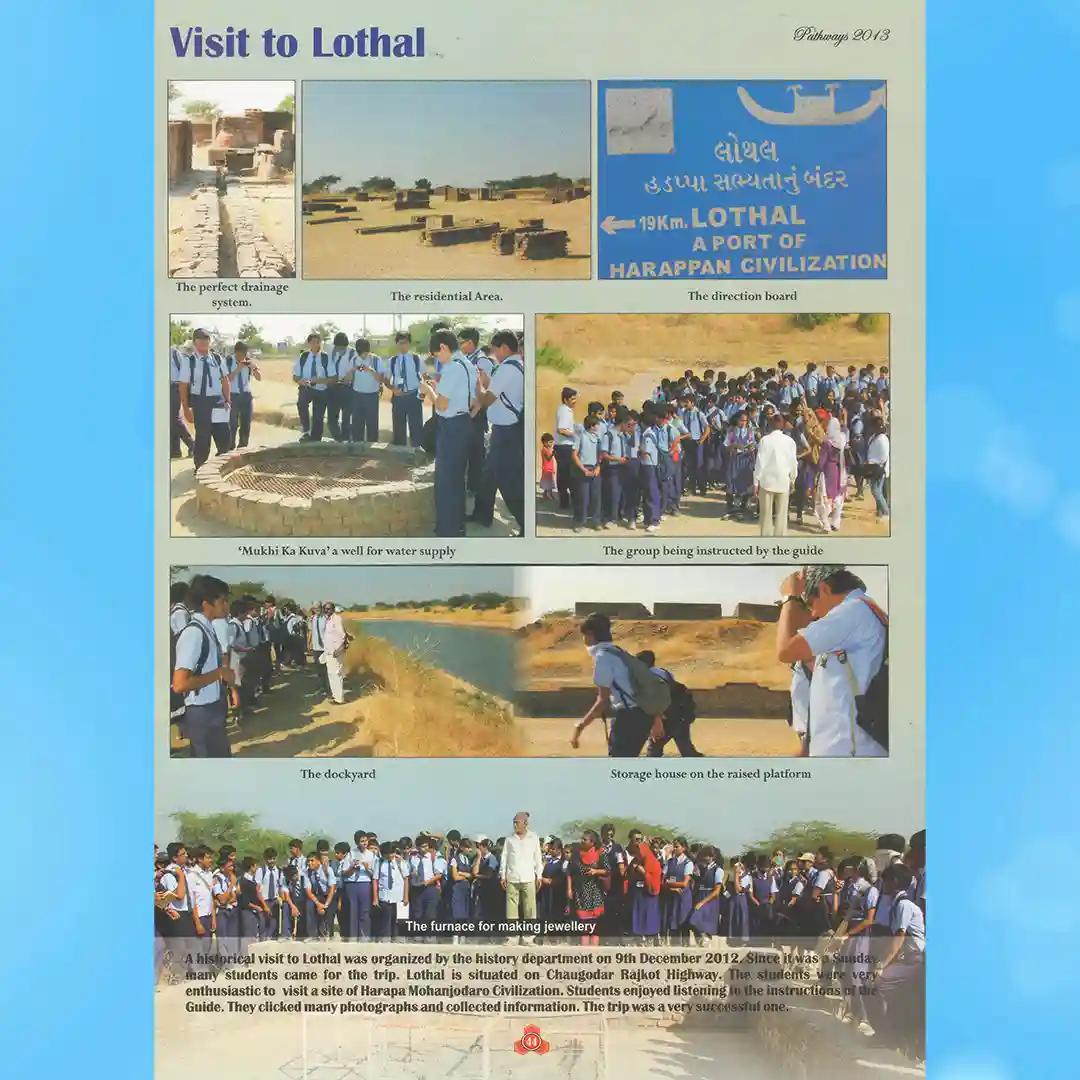 Visit to Lothal
Pathways 2013
લોથલ
હડપ્પા સભ્યતાનું બંદર
19Km. LOTHAL
A PORT OF
HARAPPAN CIVILIZATION
The perfect drainage
system.
The residential Area.
The direction board
'Mukhi Ka Kuva' a well for water supply
The group being instructed by the guide
The dockyard
Storage house on the raised platform
The furnace for making jewellery
A historical visit to Lothal was organized by the history department on 9th December 2012. Since it was a Sunday
many students came for the trip. Lothal is situated on Chaugodar Rajkot Highway. The students were very
enthusiastic to visit a site of Harapa Mohanjodaro Civilization. Students enjoyed listening to the instructions of the
Guide. They clicked many photographs and collected information. The trip was a very successful one.
44